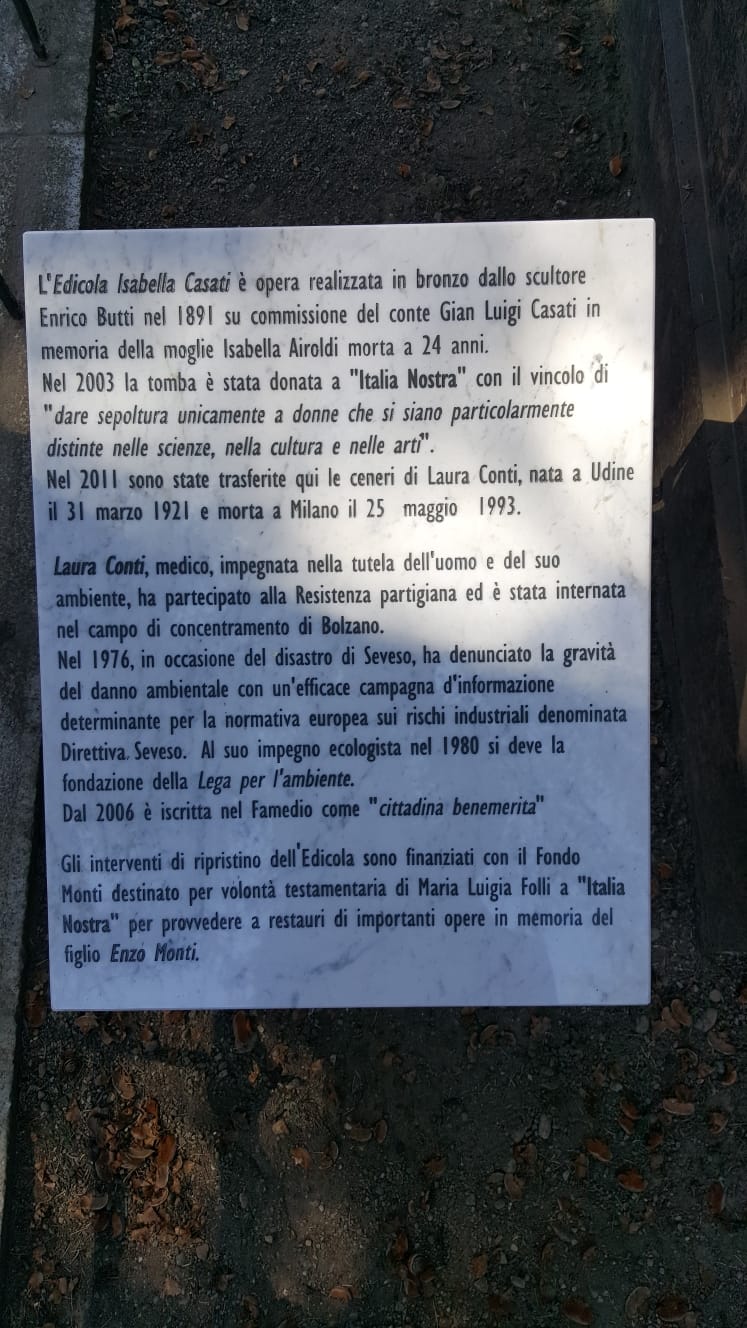 L'Edicola Isabella Casati è opera realizzata in bronzo dallo scultore
Enrico Butti nel 1891 su commissione del conte Gian Luigi Casati in
memoria della moglie Isabella Airoldi morta a 24 anni.
Nel 2003 la tomba è stata donata a "Italia Nostra" con il vincolo di
"dare sepoltura unicamente a donne che si siano particolarmente
distinte nelle scienze, nella cultura e nelle arti".
Nel 2011 sono state trasferite qui le ceneri di Laura Conti, nata a Udine
il 31 marzo 1921 e morta a Milano il 25 maggio 1993.
Laura Conti, medico, impegnata nella tutela dell'uomo e del suo
ambiente, ha partecipato alla Resistenza partigiana ed è stata internata
nel campo di concentramento di Bolzano.
Nel 1976, in occasione del disastro di Seveso, ha denunciato la gravità
del danno ambientale con un'efficace campagna d'informazione
determinante per la normativa europea sui rischi industriali denominata
Direttiva Seveso. Al suo impegno ecologista nel 1980 si deve la
fondazione della Lega per l'ambiente.
Dal 2006 è iscritta nel Famedio come "cittadina benemerita"
Gli interventi di ripristino dell'Edicola sono finanziati con il Fondo
Monti destinato per volontà testamentaria di Maria Luigia Folli a "Italia
Nostra" per provvedere a restauri di importanti opere in memoria del
figlio Enzo Monti.